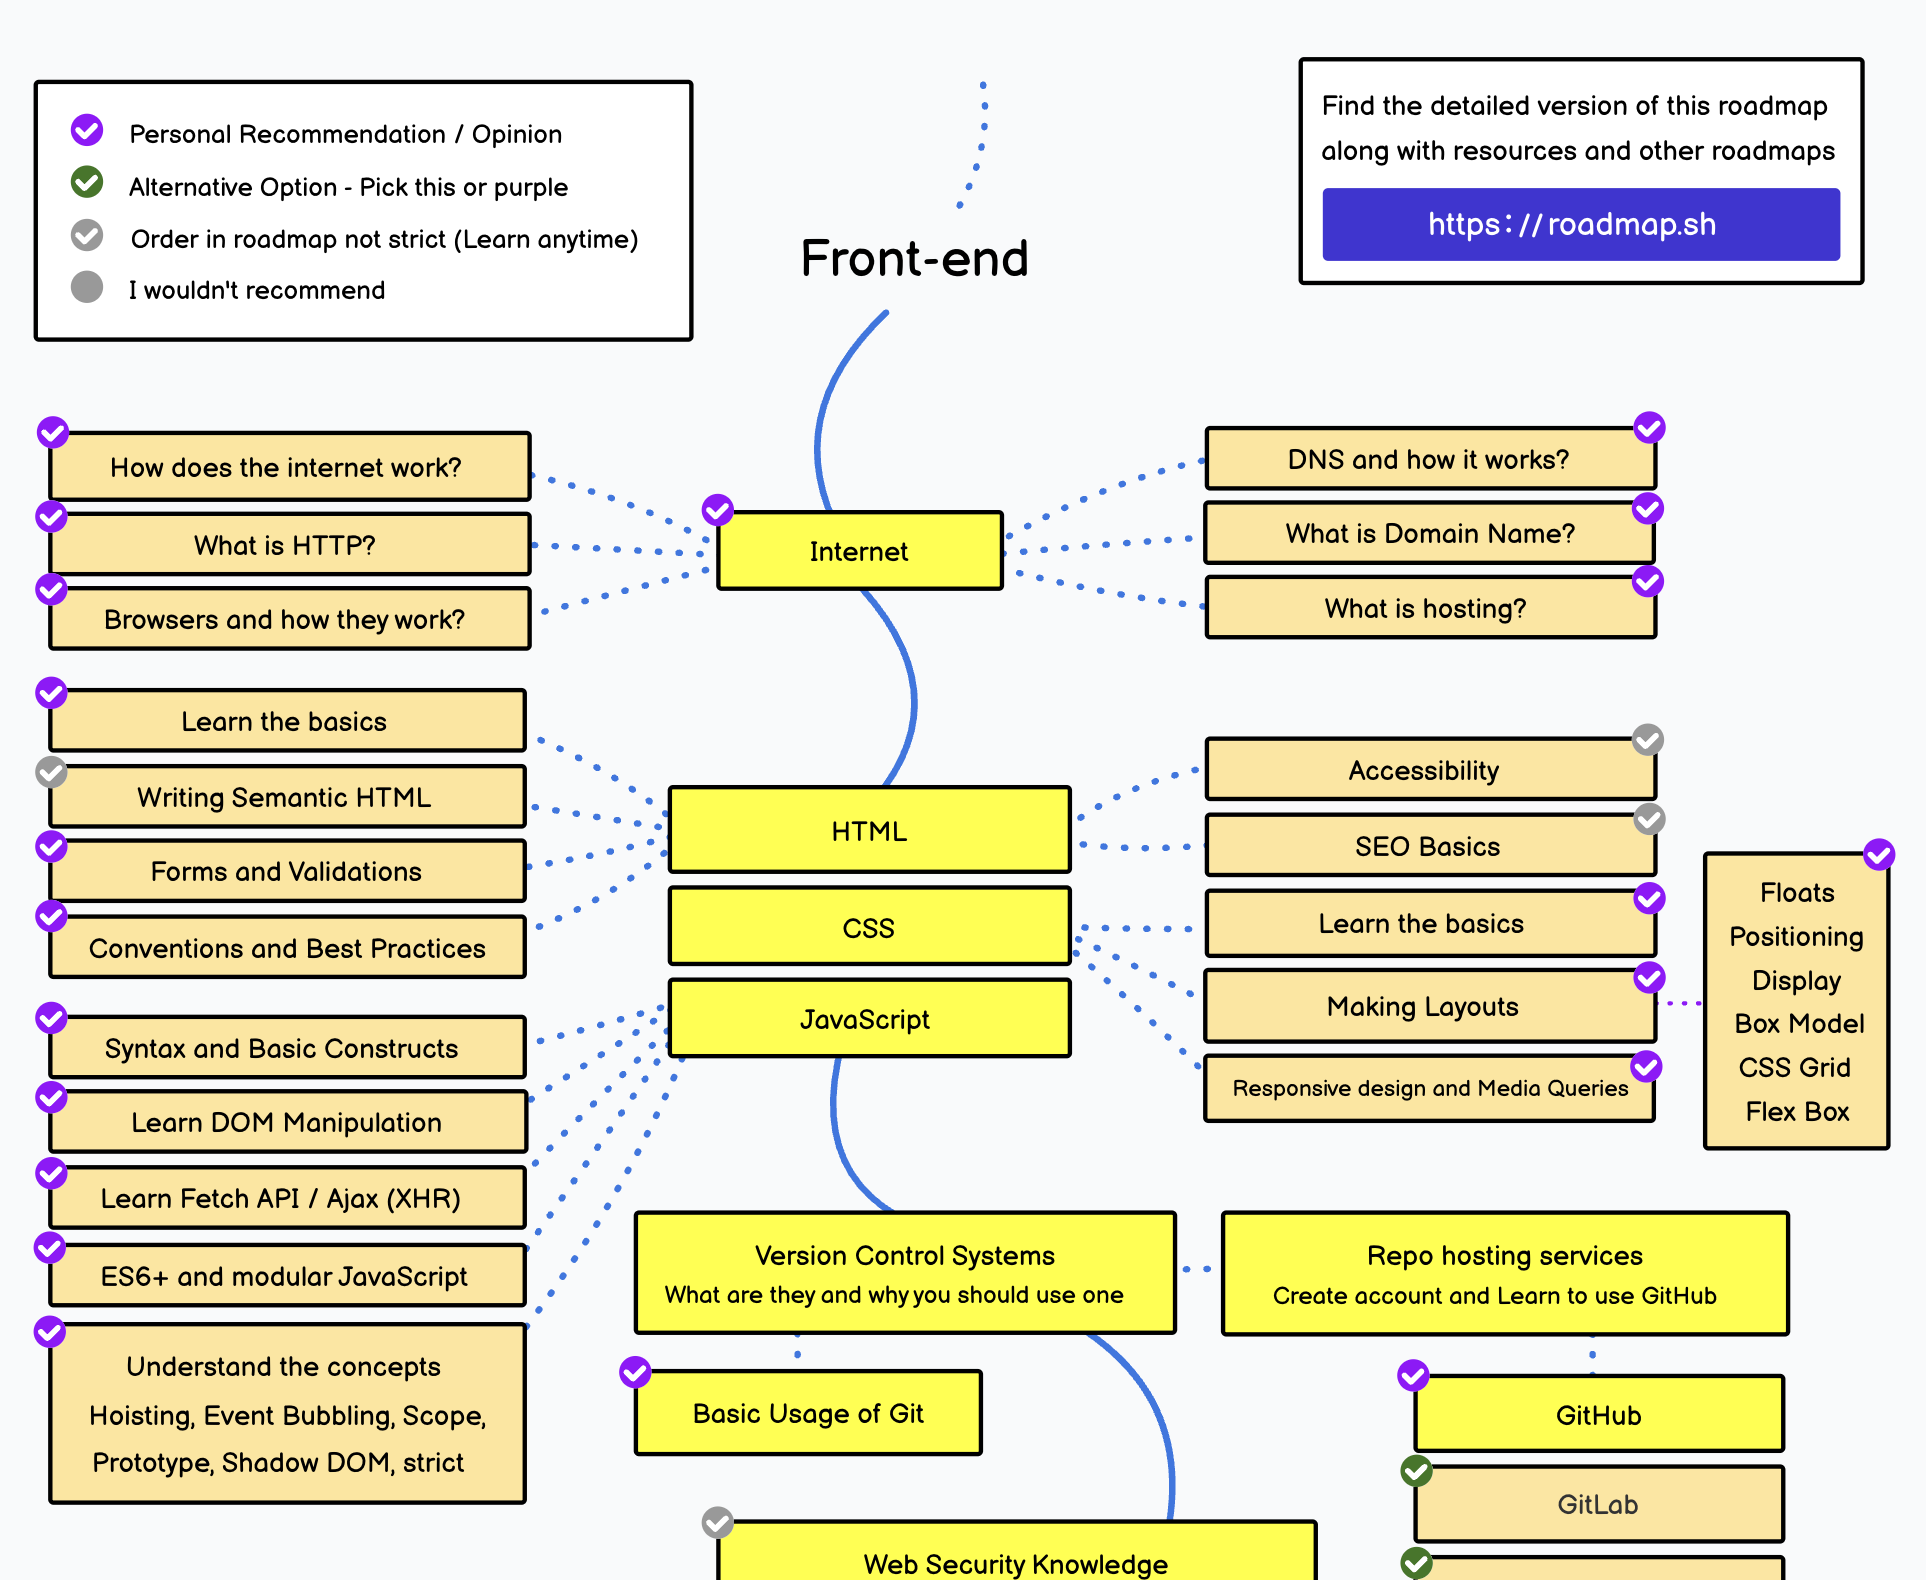 Personal Recommendation / Opinion
Alternative Option - Pick this or purple
Order in roadmap not strict (Learn anytime)
I wouldn't recommend
Find the detailed version of this roadmap
along with resources and other roadmaps
https://roadmap.sh
Front-end
How does the internet work?
What is HTTP?
Browsers and how they work?
Internet
DNS and how it works?
What is Domain Name?
What is hosting?
Learn the basics
Writing Semantic HTML
Forms and Validations
Conventions and Best Practices
HTML
CSS
JavaScript
Accessibility
SEO Basics
Learn the basics
Making Layouts
Responsive design and Media Queries
Floats
Positioning
Display
Box Model
CSS Grid
Flex Box
Syntax and Basic Constructs
Learn DOM Manipulation
Learn Fetch API / Ajax (XHR)
ES6+ and modular JavaScript
Understand the concepts
Hoisting, Event Bubbling, Scope,
Prototype, Shadow DOM, strict
Version Control Systems
What are they and why you should use one
Repo hosting services
Create account and Learn to use GitHub
Basic Usage of Git
GitHub
GitLab
Web Security Knowledge